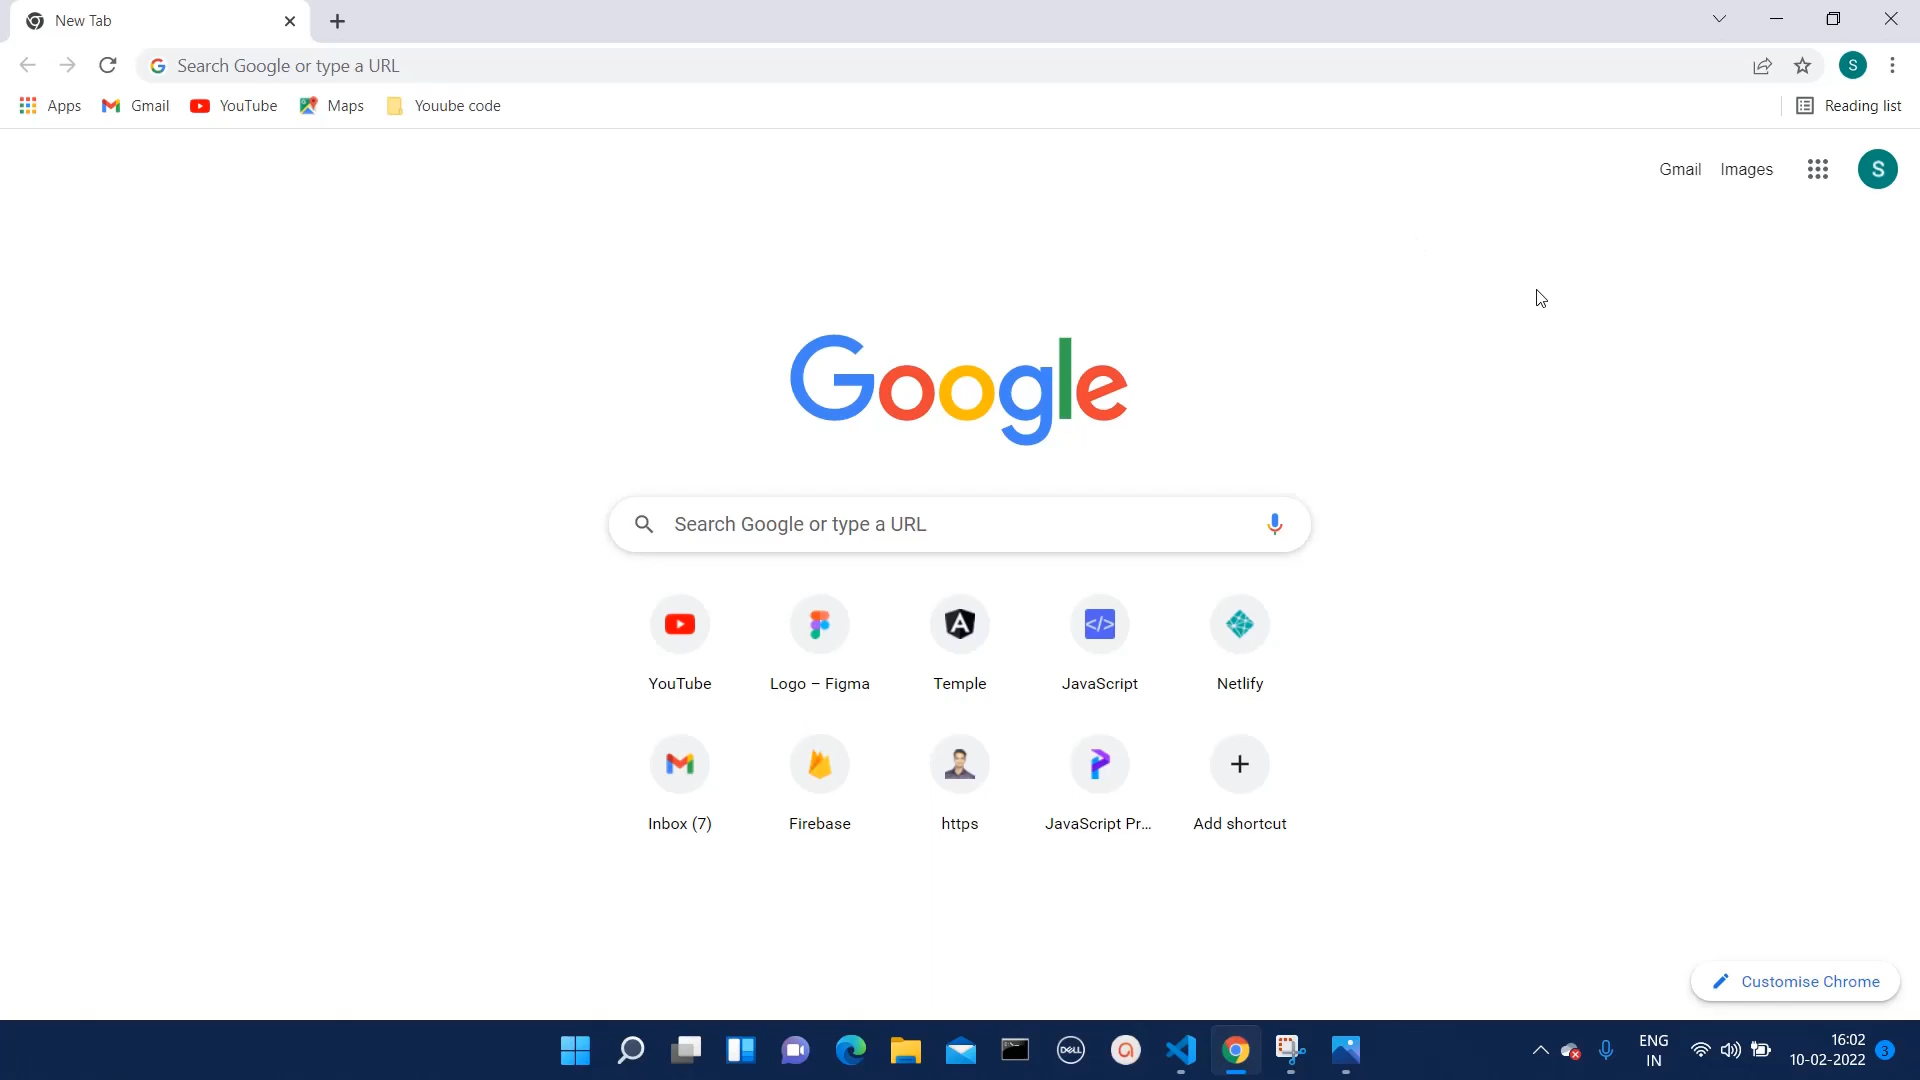 New Tab
Search Google or type a URL
S
Apps Gmail YouTube Maps Youube code Reading list
Gmail Images S
Google
Search Google or type a URL
YouTube Logo – Figma Temple JavaScript Netlify
Inbox (7) Firebase https JavaScript Pr... Add shortcut
Customise Chrome
DELL
ENG 16:02
IN 10-02-2022 3